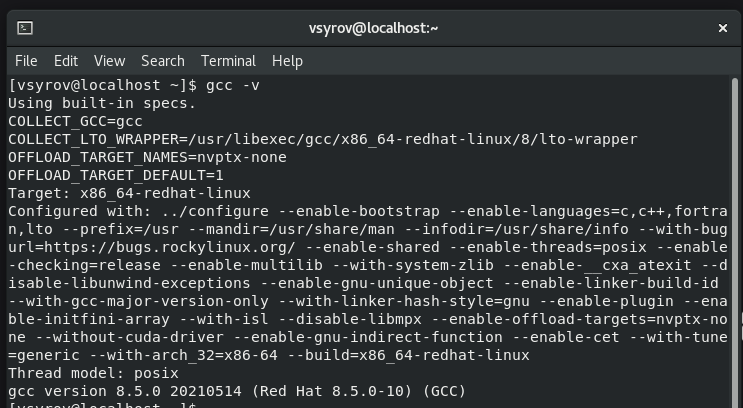 vsyrov@localhost:~
File Edit View Search Terminal Help
[vsyrov@localhost ~]$ gcc -v
Using built-in specs.
COLLECT_GCC=gcc
COLLECT_LTO_WRAPPER=/usr/libexec/gcc/x86_64-redhat-linux/8/lto-wrapper
OFFLOAD_TARGET_NAMES=nvptx-none
OFFLOAD_TARGET_DEFAULT=1
Target: x86_64-redhat-linux
Configured with: ../configure --enable-bootstrap --enable-languages=c,c++,fortra
n,lto --prefix=/usr --mandir=/usr/share/man --infodir=/usr/share/info --with-bug
url=https://bugs.rockylinux.org/ --enable-shared --enable-threads=posix --enable
-checking=release --enable-multilib --with-system-zlib --enable-__cxa_atexit --d
isable-libunwind-exceptions --enable-gnu-unique-object --enable-linker-build-id
--with-gcc-major-version-only --with-linker-hash-style=gnu --enable-plugin --ena
ble-initfini-array --with-isl --disable-libmpx --enable-offload-targets=nvptx-no
ne --without-cuda-driver --enable-gnu-indirect-function --enable-cet --with-tune
=generic --with-arch_32=x86-64 --build=x86_64-redhat-linux
Thread model: posix
gcc version 8.5.0 20210514 (Red Hat 8.5.0-10) (GCC)
[vsyrov@localhost ~]$